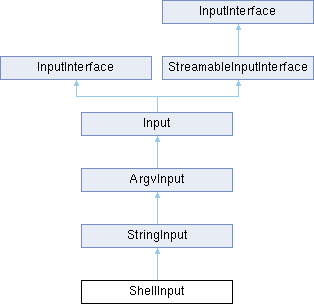 InputInterface
InputInterface
StreamableInputInterface
Input
ArgvInput
StringInput
ShellInput